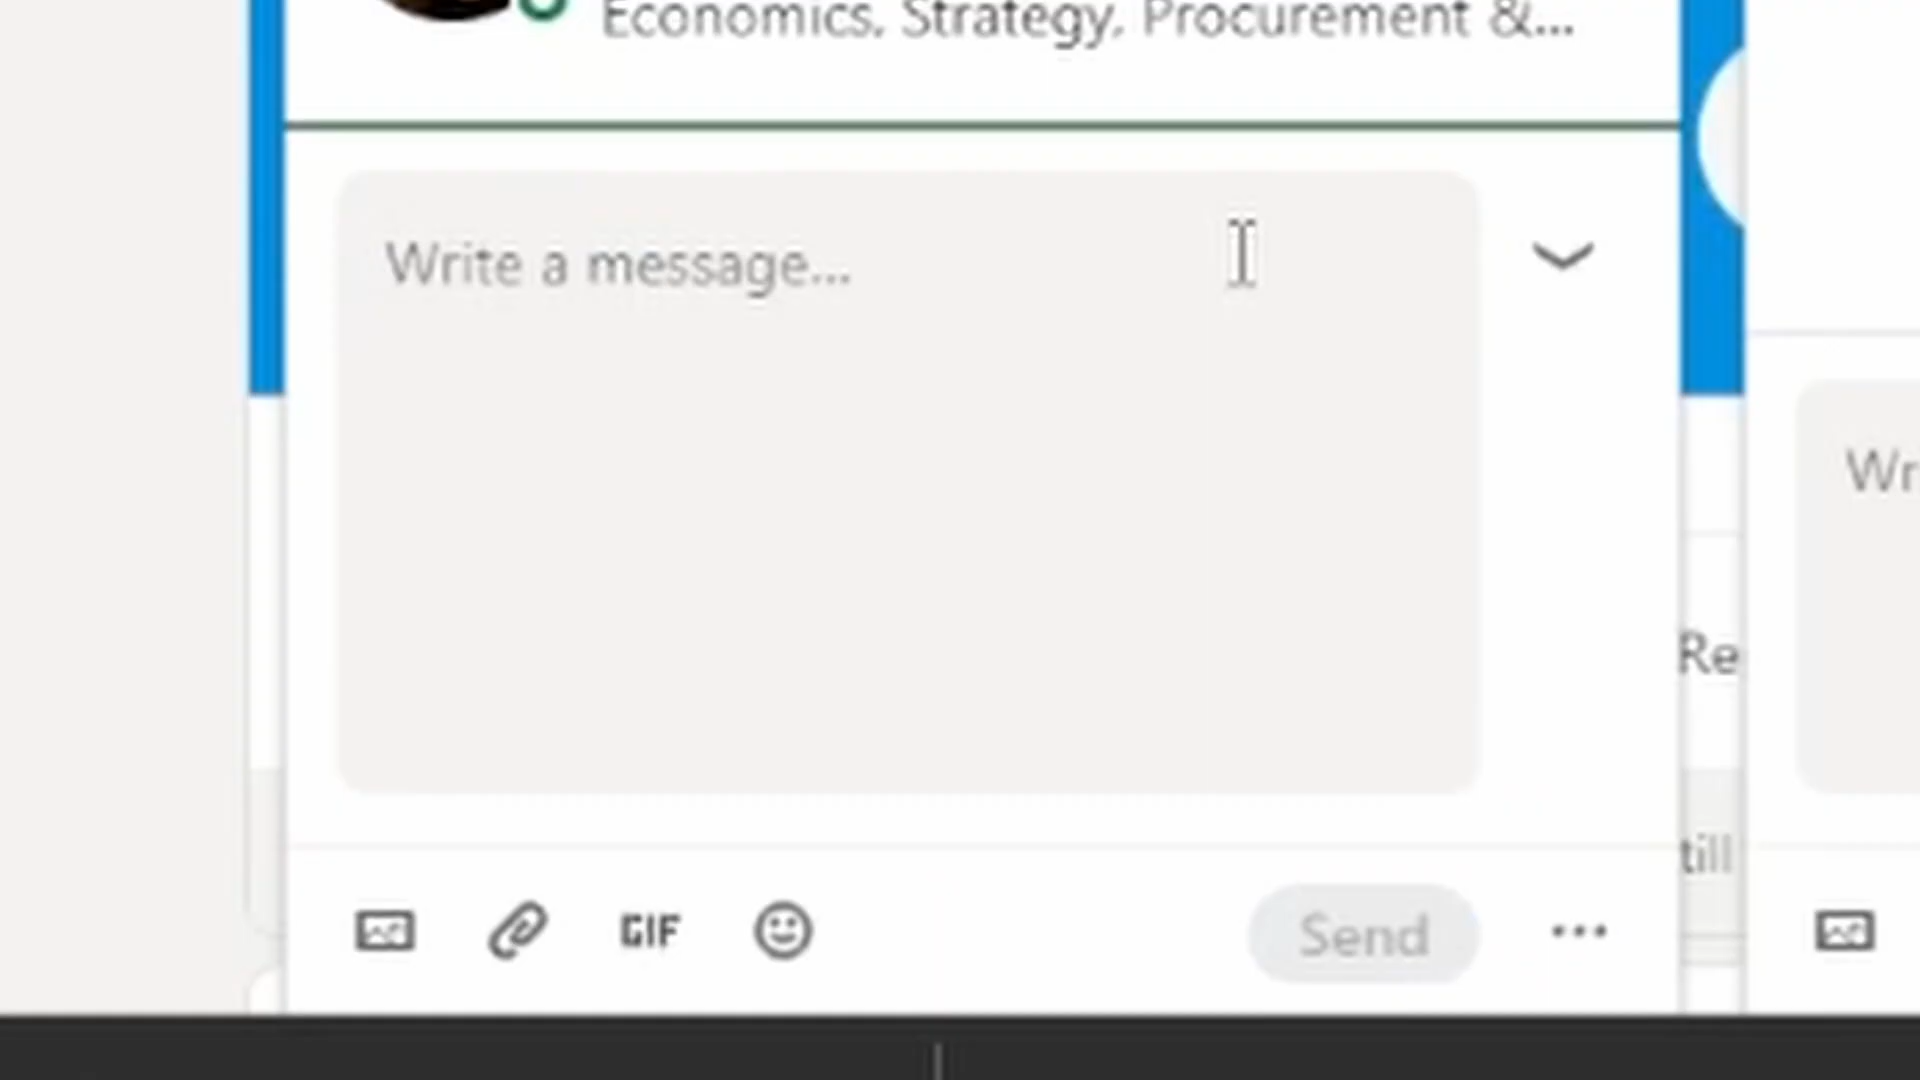 Economics, Strategy, Procurement &...
Write a message...
Wr
Re
till
GIF
Send